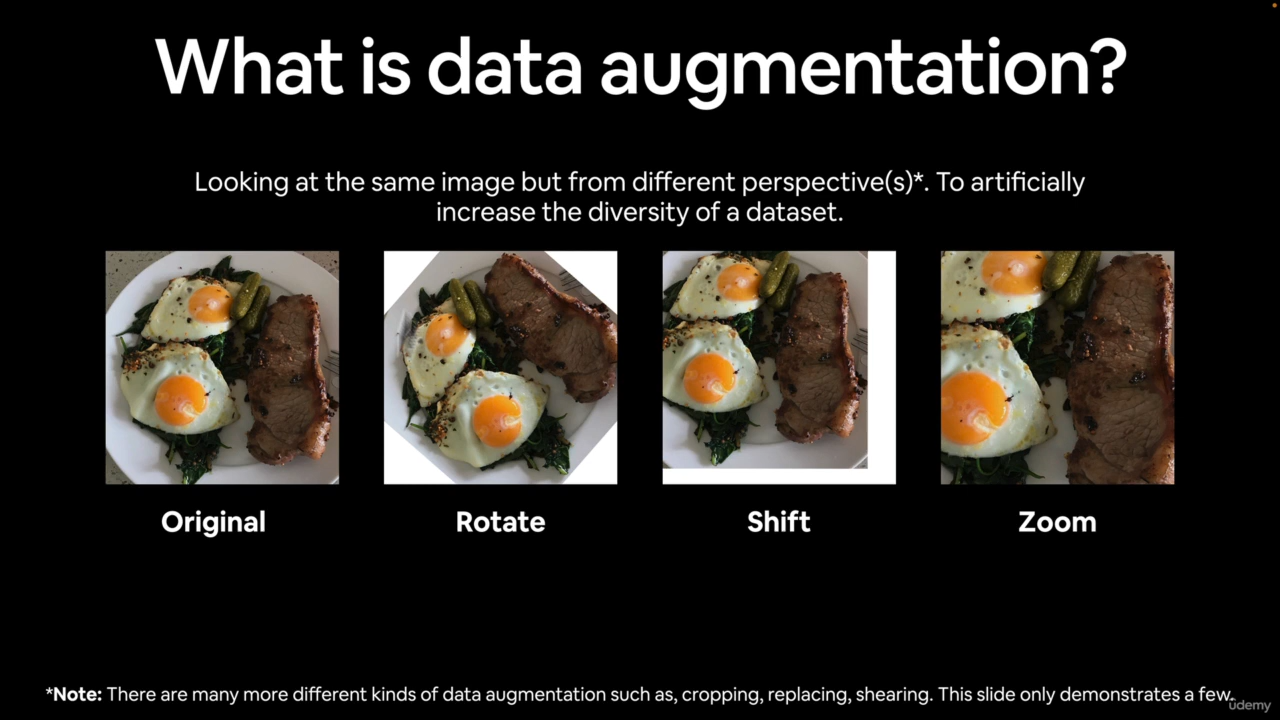 What is data augmentation?
Looking at the same image but from different perspective(s)*. To artificially
increase the diversity of a dataset.
Original
Rotate
Shift
Zoom
*Note: There are many more different kinds of data augmentation such as, cropping, replacing, shearing. This slide only demonstrates a few.
ûdemy